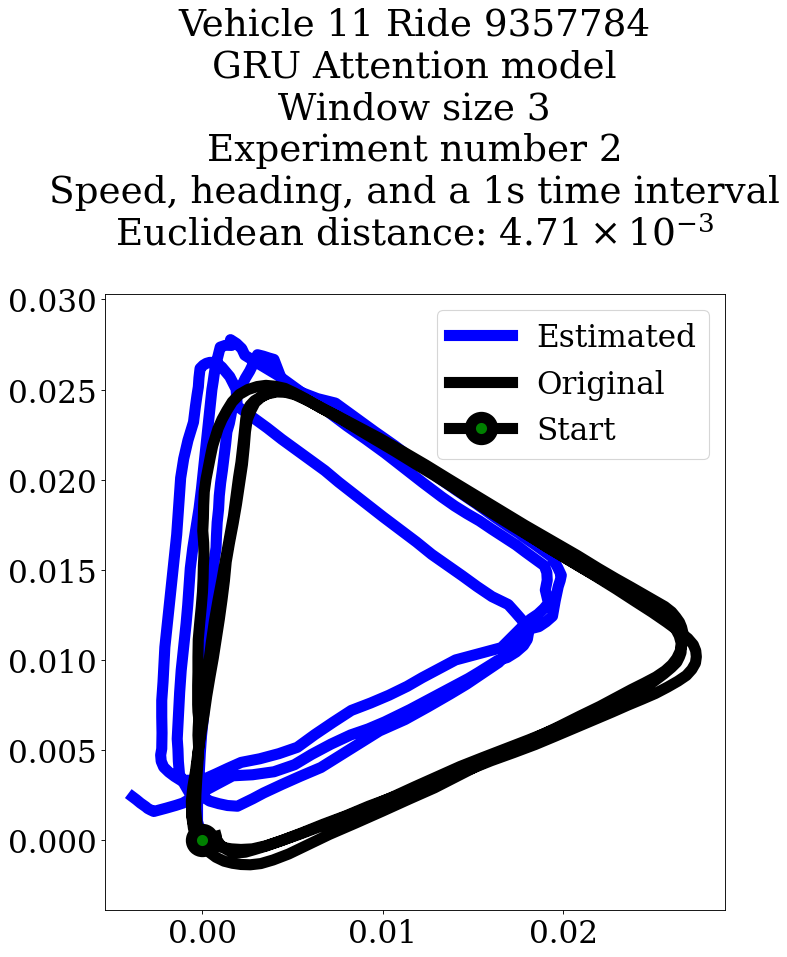 Vehicle 11 Ride 9357784
GRU Attention model
Window size 3
Experiment number 2
Speed, heading, and a 1s time interval
Euclidean distance: 4.71 × 10⁻³
0.030
0.025
0.020
0.015
0.010
0.005
0.000
Estimated
Original
Start
0.00 0.01 0.02